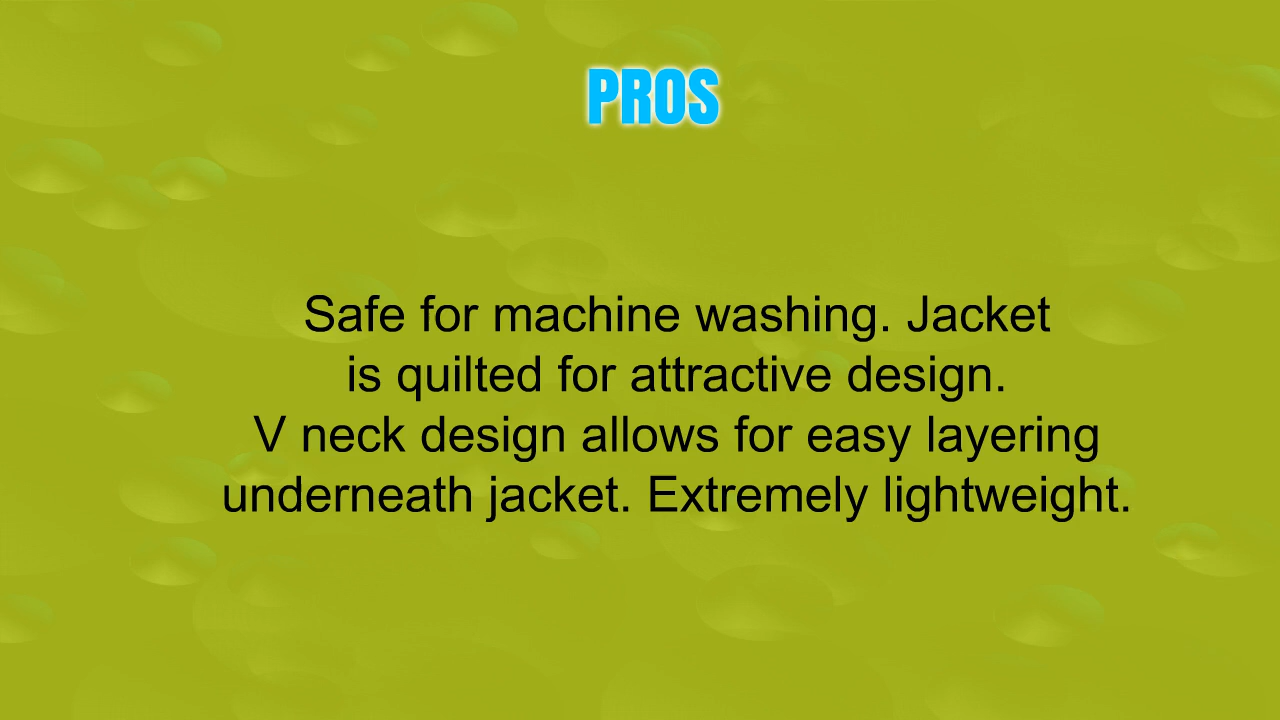 PROS
Safe for machine washing. Jacket
is quilted for attractive design.
V neck design allows for easy layering
underneath jacket. Extremely lightweight.